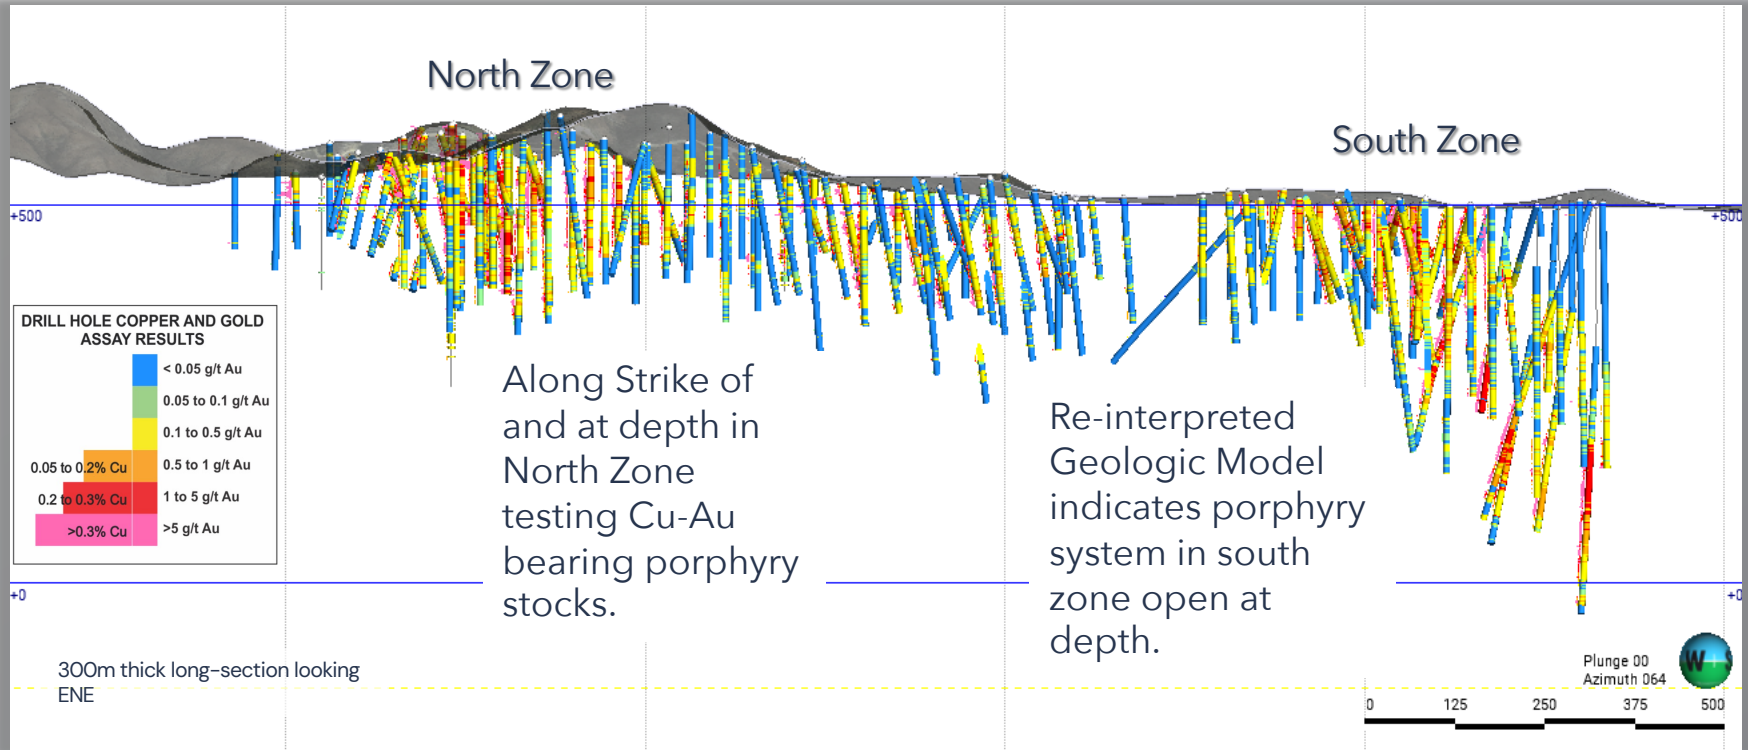 North Zone
South Zone
+500
+500
DRILL HOLE COPPER AND GOLD
ASSAY RESULTS
< 0.05 g/t Au
0.05 to 0.1 g/t Au
0.1 to 0.5 g/t Au
0.05 to 0.2% Cu 0.5 to 1 g/t Au
0.2 to 0.3% Cu 1 to 5 g/t Au
>0.3% Cu >5 g/t Au
Along Strike of
and at depth in
North Zone
testing Cu-Au
bearing porphyry
stocks.
Re-interpreted
Geologic Model
indicates porphyry
system in south
zone open at
depth.
+0
+0
300m thick long-section looking
ENE
Plunge 00
Azimuth 064
W S
0 125 250 375 500